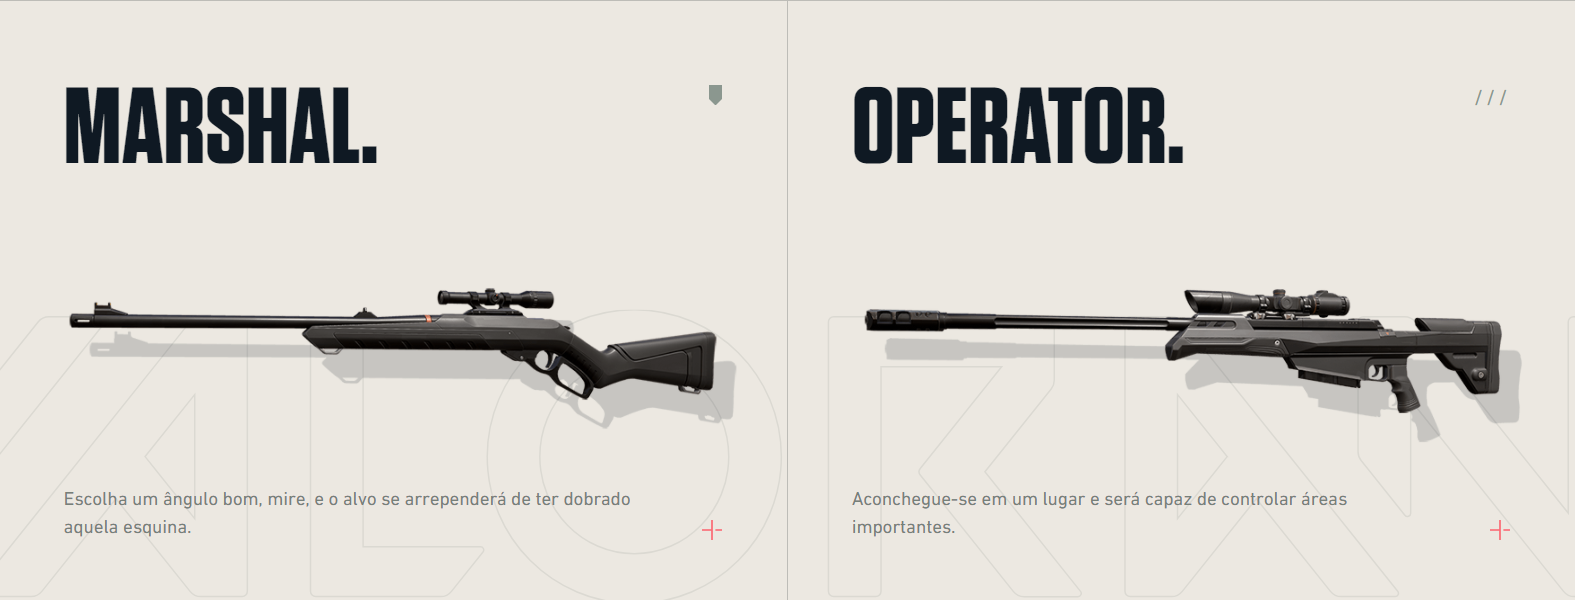 MARSHAL.
Escolha um ângulo bom, mire, e o alvo se arrependerá de ter dobrado
aquela esquina.
OPERATOR.
///
Aconchegue-se em um lugar e será capaz de controlar áreas
importantes.